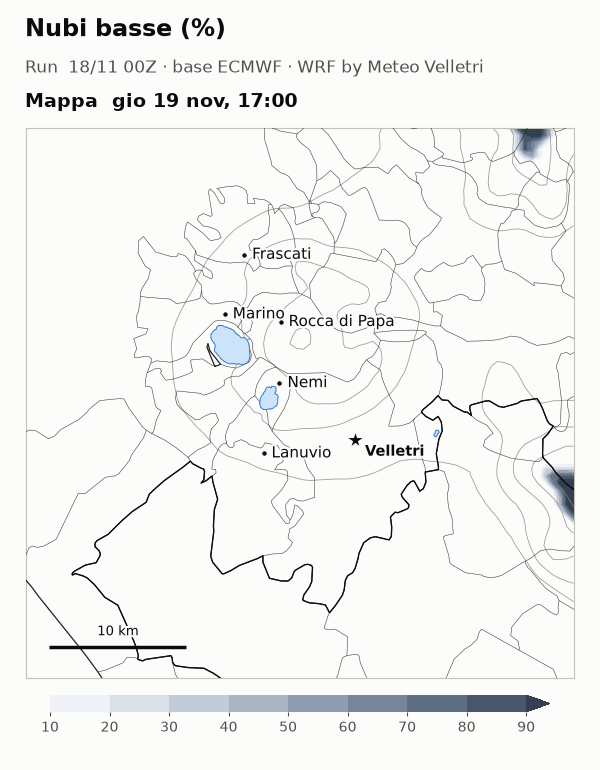 Nubi basse (%)
Run  18/11 00Z · base ECMWF · WRF by Meteo Velletri
Mappa  gio 19 nov, 17:00
Frascati
Marino
Rocca di Papa
Nemi
Velletri
Lanuvio
10 km
10 20 30 40 50 60 70 80 90